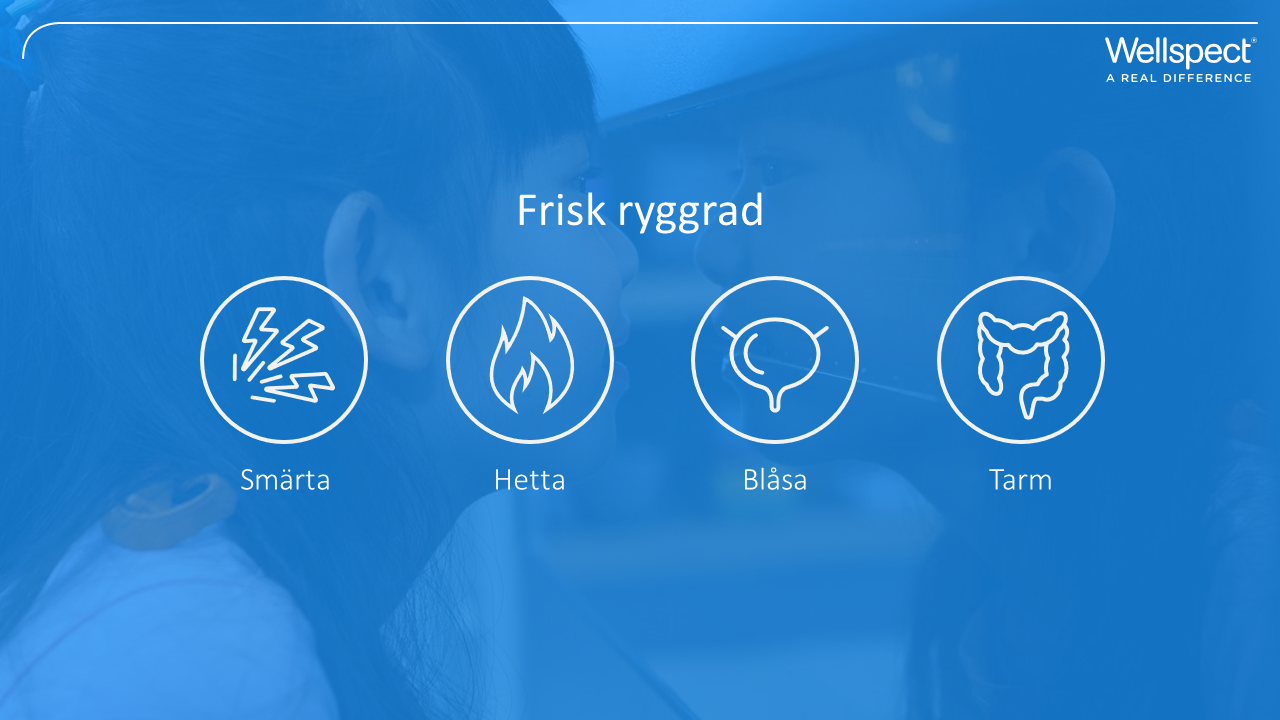 Wellspect®
A REAL DIFFERENCE
Frisk ryggrad
Smärta
Hetta
Blåsa
Tarm